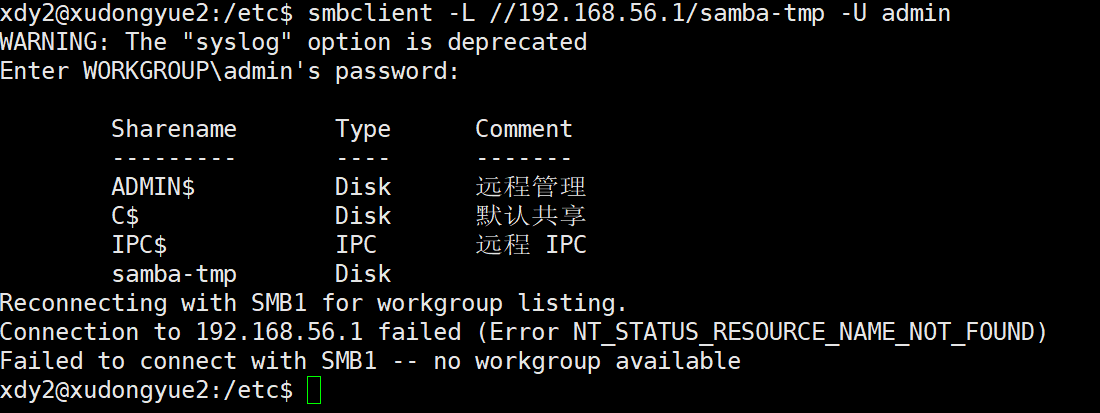 xdy2@xudongyue2:/etc$ smbclient -L //192.168.56.1/samba-tmp -U admin
WARNING: The "syslog" option is deprecated
Enter WORKGROUP\admin's password:
Sharename Type Comment
--------- ---- -------
ADMIN$ Disk 远程管理
C$ Disk 默认共享
IPC$ IPC 远程 IPC
samba-tmp Disk
Reconnecting with SMB1 for workgroup listing.
Connection to 192.168.56.1 failed (Error NT_STATUS_RESOURCE_NAME_NOT_FOUND)
Failed to connect with SMB1 -- no workgroup available
xdy2@xudongyue2:/etc$